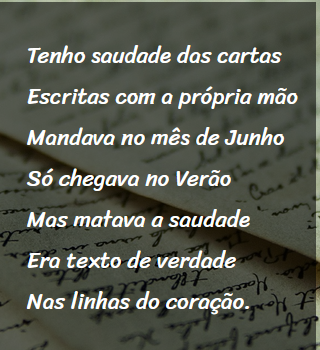 Tenho saudade das cartas
Escritas com a própria mão
Mandava no mês de Junho
Só chegava no Verão
Mas matava a saudade
Era texto de verdade
Nas linhas do coração.